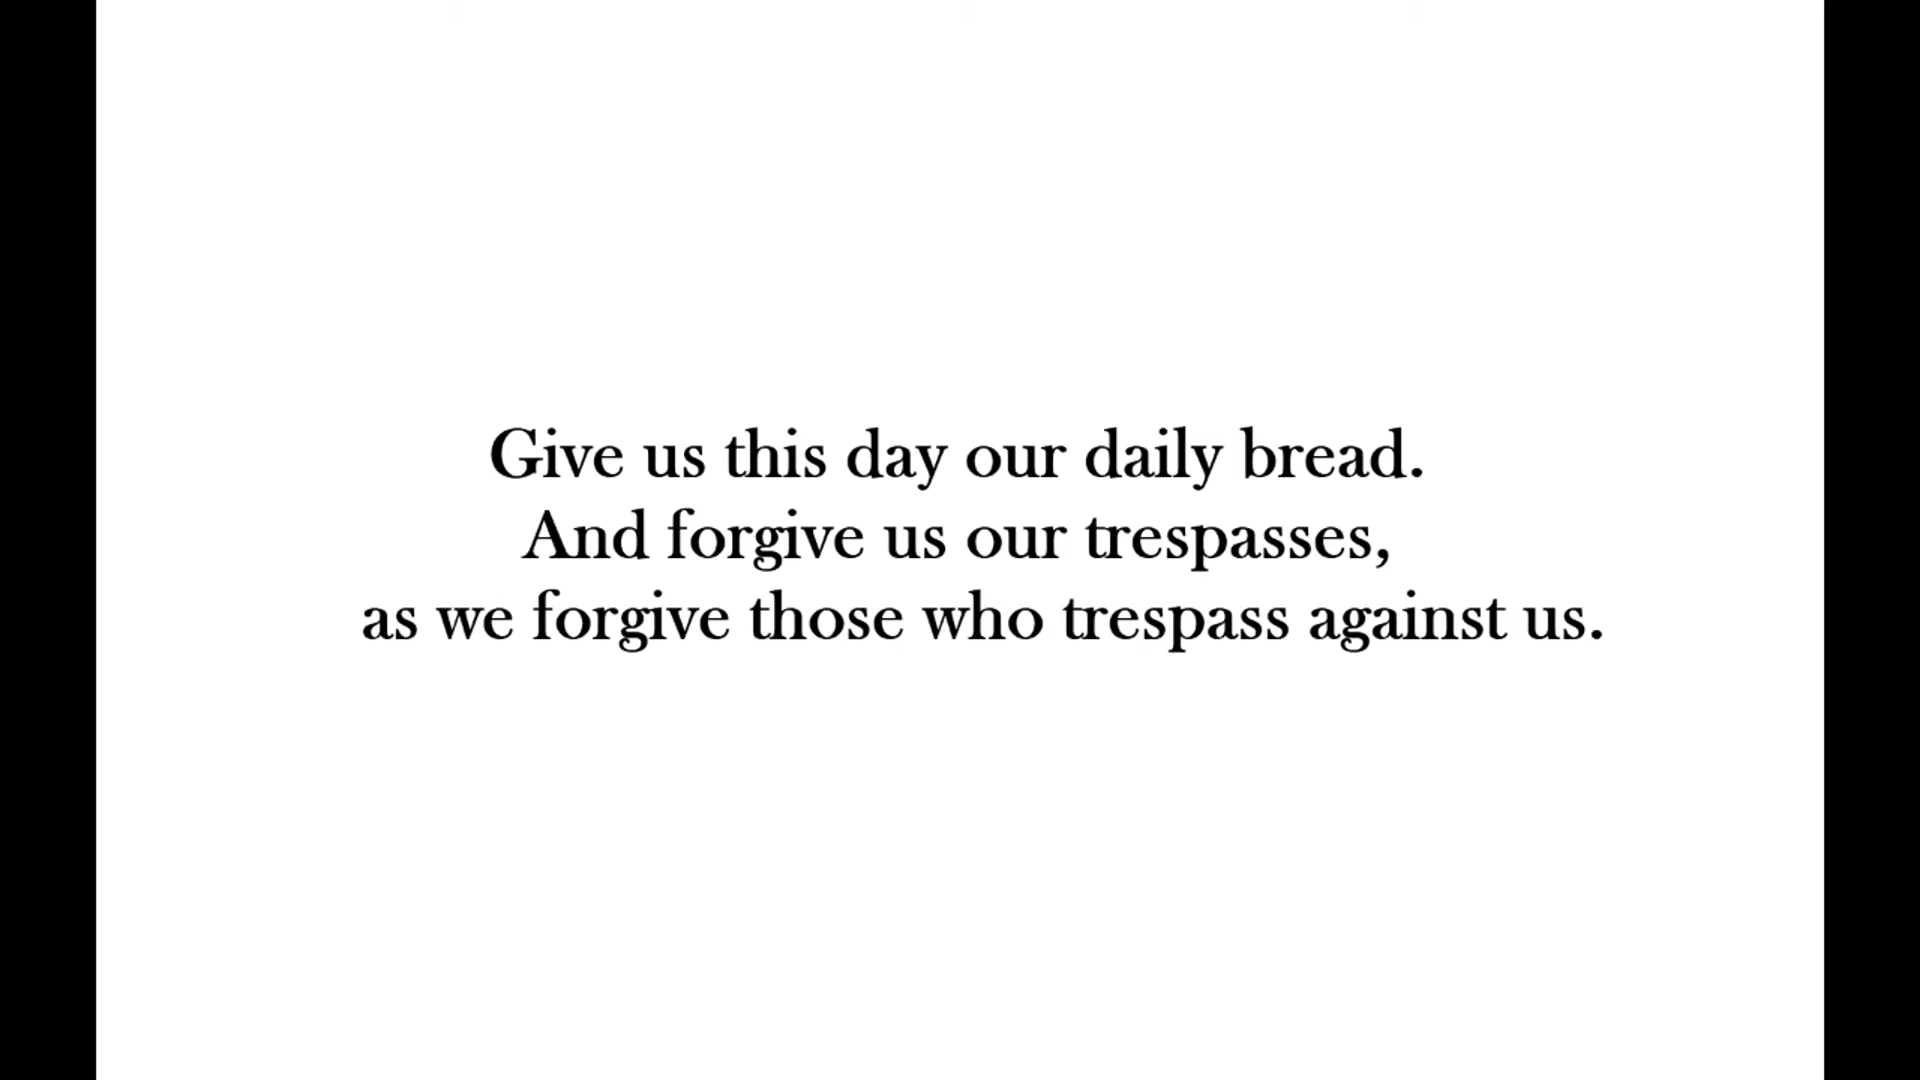 Give us this day our daily bread.
And forgive us our trespasses,
as we forgive those who trespass against us.